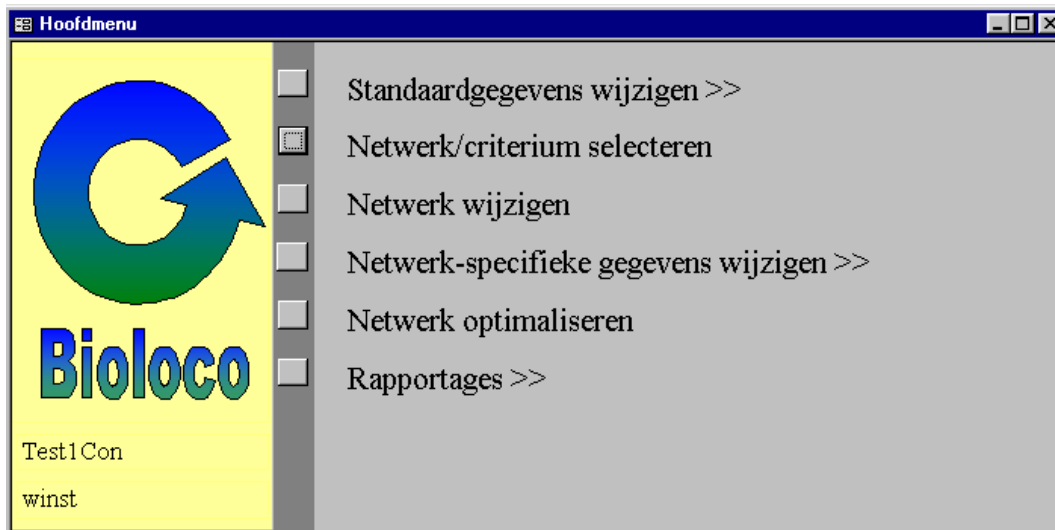 Hoofdmenu
Standaardgegevens wijzigen >>
Netwerk/criterium selecteren
Netwerk wijzigen
Netwerk-specifieke gegevens wijzigen >>
Netwerk optimaliseren
Rapportages >>
Bioloco
Test1Con
winst